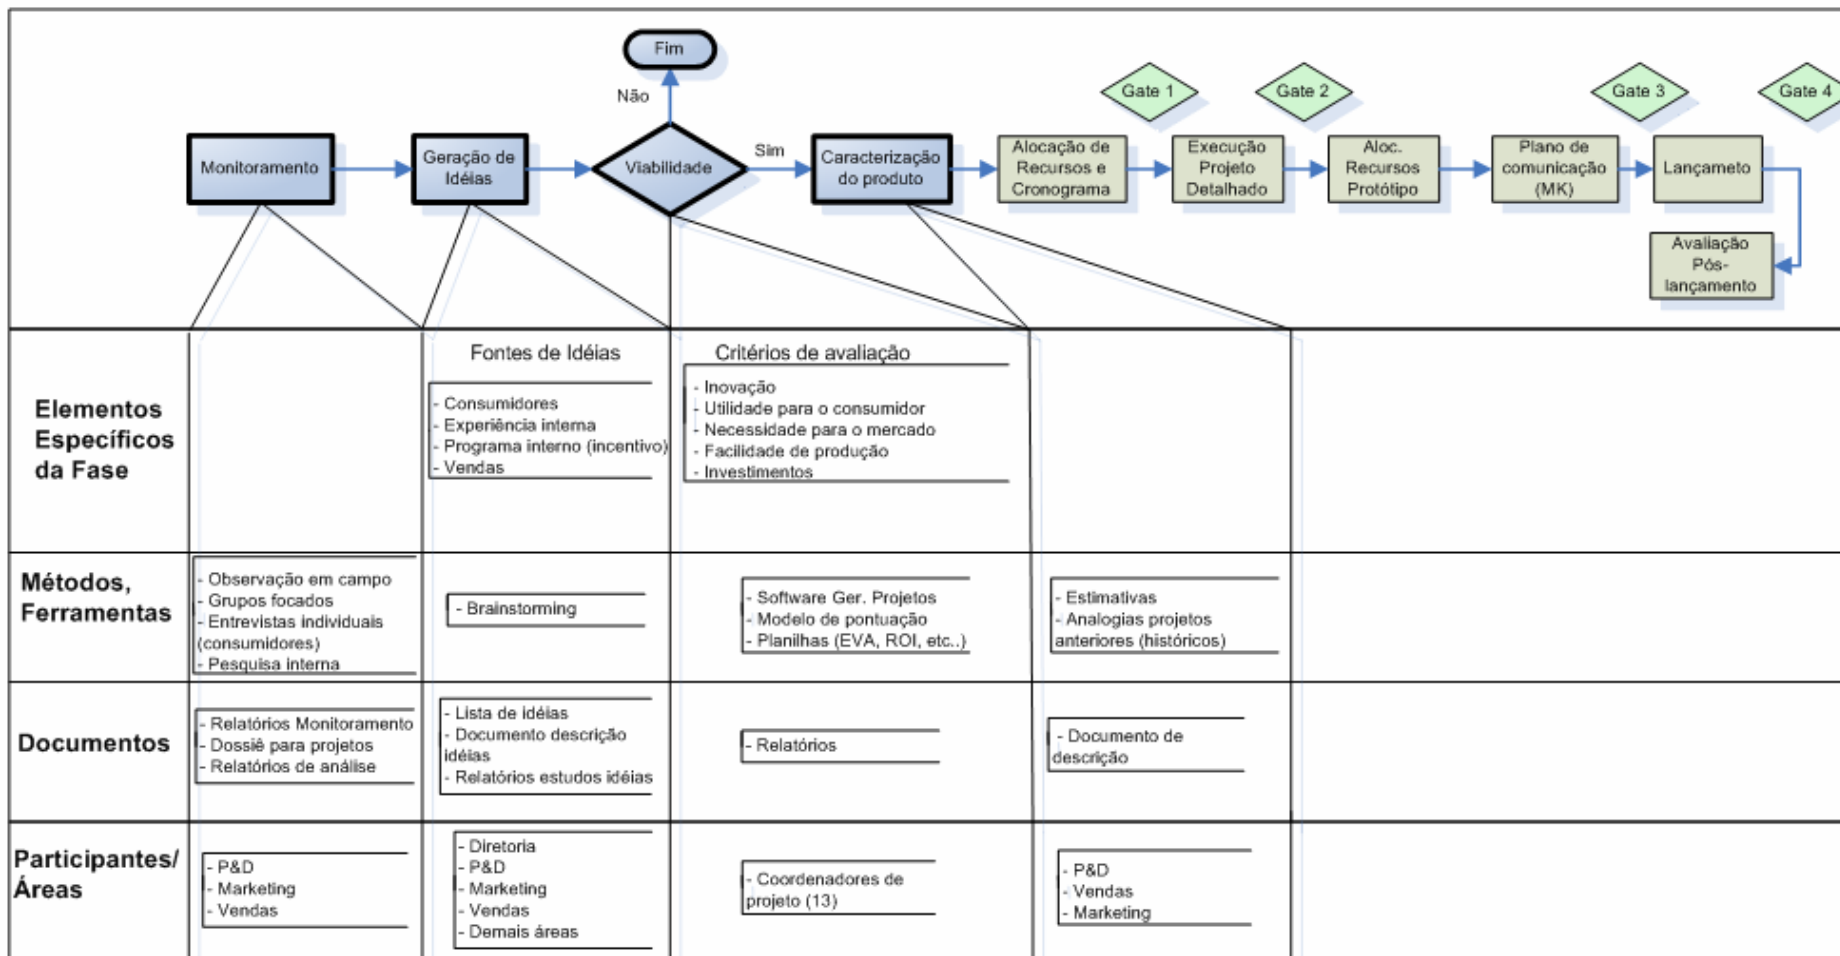 Fim
Não
Gate 1
Gate 2
Gate 3
Gate 4
Monitoramento
Geração de
Idéias
Viabilidade
Sim
Caracterização
do produto
Alocação de
Recursos e
Cronograma
Execução
Projeto
Detalhado
Aloc.
Recursos
Protótipo
Plano de
comunicação
(MK)
Lançameto
Avaliação
Pós-
lançamento
Elementos
Específicos
da Fase
Fontes de Idéias
- Consumidores
- Experiência interna
- Programa interno (incentivo)
- Vendas
Critérios de avaliação
- Inovação
- Utilidade para o consumidor
- Necessidade para o mercado
- Facilidade de produção
- Investimentos
Métodos,
Ferramentas
- Observação em campo
- Grupos focados
- Entrevistas individuais
(consumidores)
- Pesquisa interna
- Brainstorming
- Software Ger. Projetos
- Modelo de pontuação
- Planilhas (EVA, ROI, etc..)
- Estimativas
- Analogias projetos
anteriores (históricos)
Documentos
- Relatórios Monitoramento
- Dossiê para projetos
- Relatórios de análise
- Lista de idéias
- Documento descrição
idéias
- Relatórios estudos idéias
- Relatórios
- Documento de
descrição
Participantes/
Áreas
- P&D
- Marketing
- Vendas
- Diretoria
- P&D
- Marketing
- Vendas
- Demais áreas
- Coordenadores de
projeto (13)
- P&D
- Vendas
- Marketing